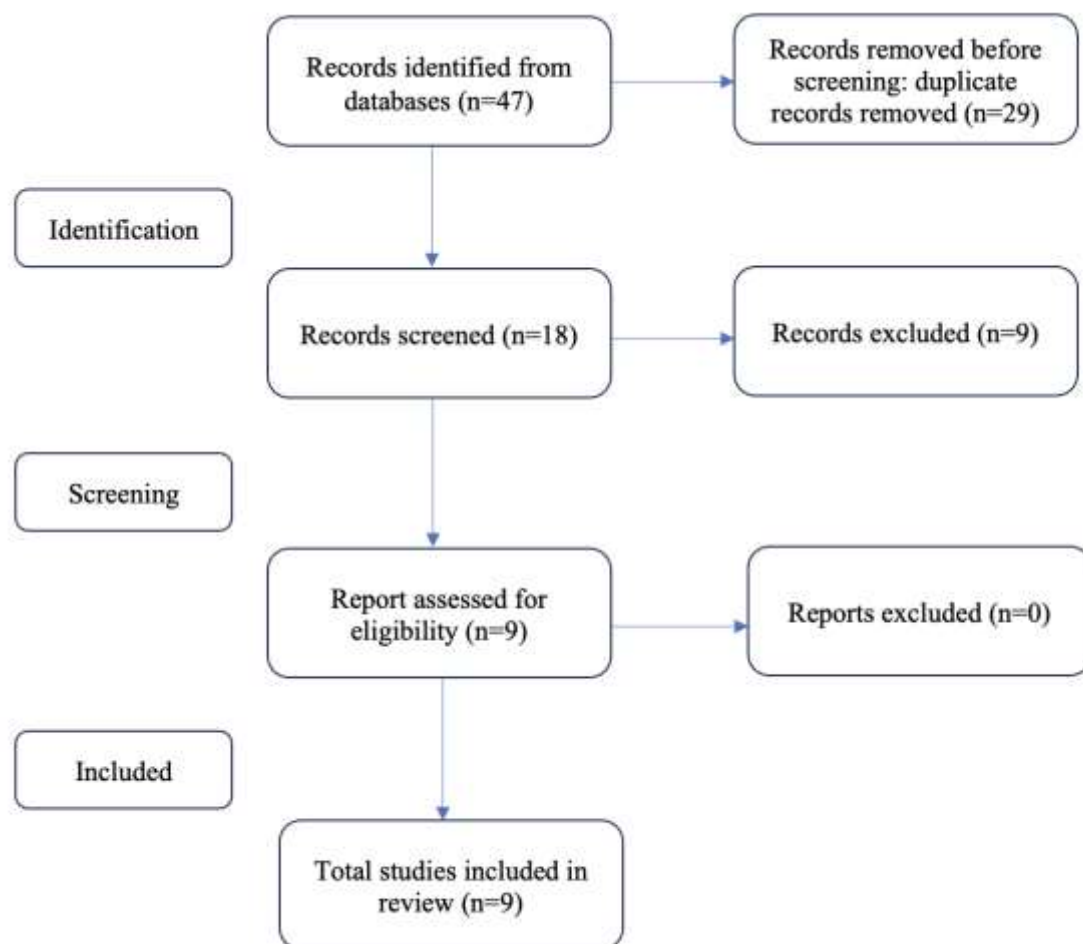 Records identified from
databases (n=47)
Records removed before
screening: duplicate
records removed (n=29)
Identification
Records screened (n=18)
Records excluded (n=9)
Screening
Report assessed for
eligibility (n=9)
Reports excluded (n=0)
Included
Total studies included in
review (n=9)